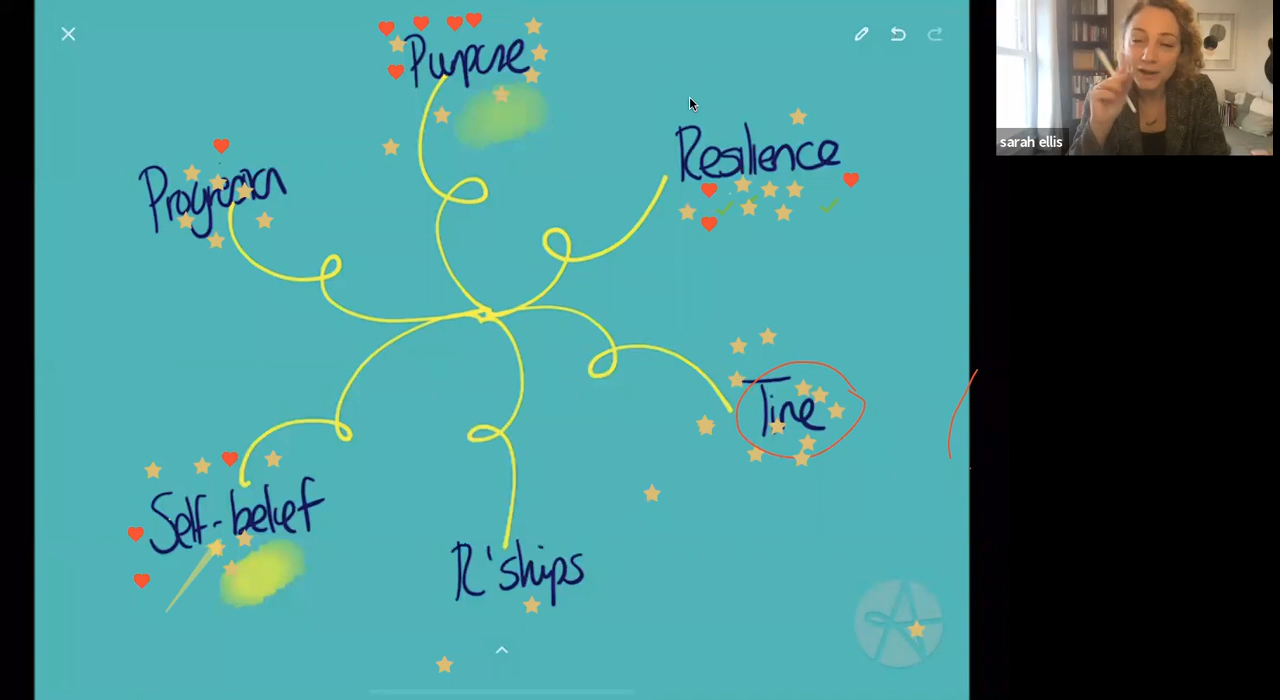 Purpose
Resilience
Progression
Time
Self-belief
R'ships
sarah ellis